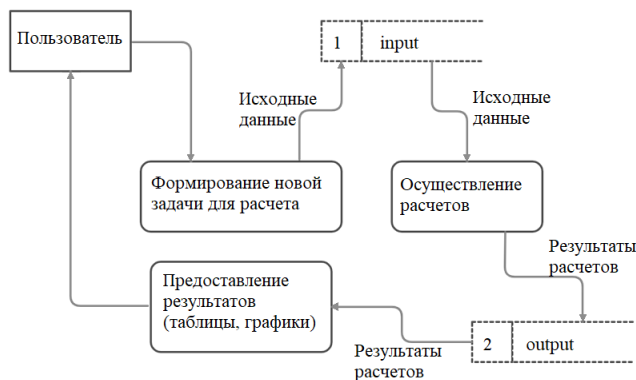 Пользователь
1 input
Исходные
данные
Исходные
данные
Формирование новой
задачи для расчета
Осуществление
расчетов
Результаты
расчетов
Предоставление
результатов
(таблицы, графики)
2 output
Результаты
расчетов